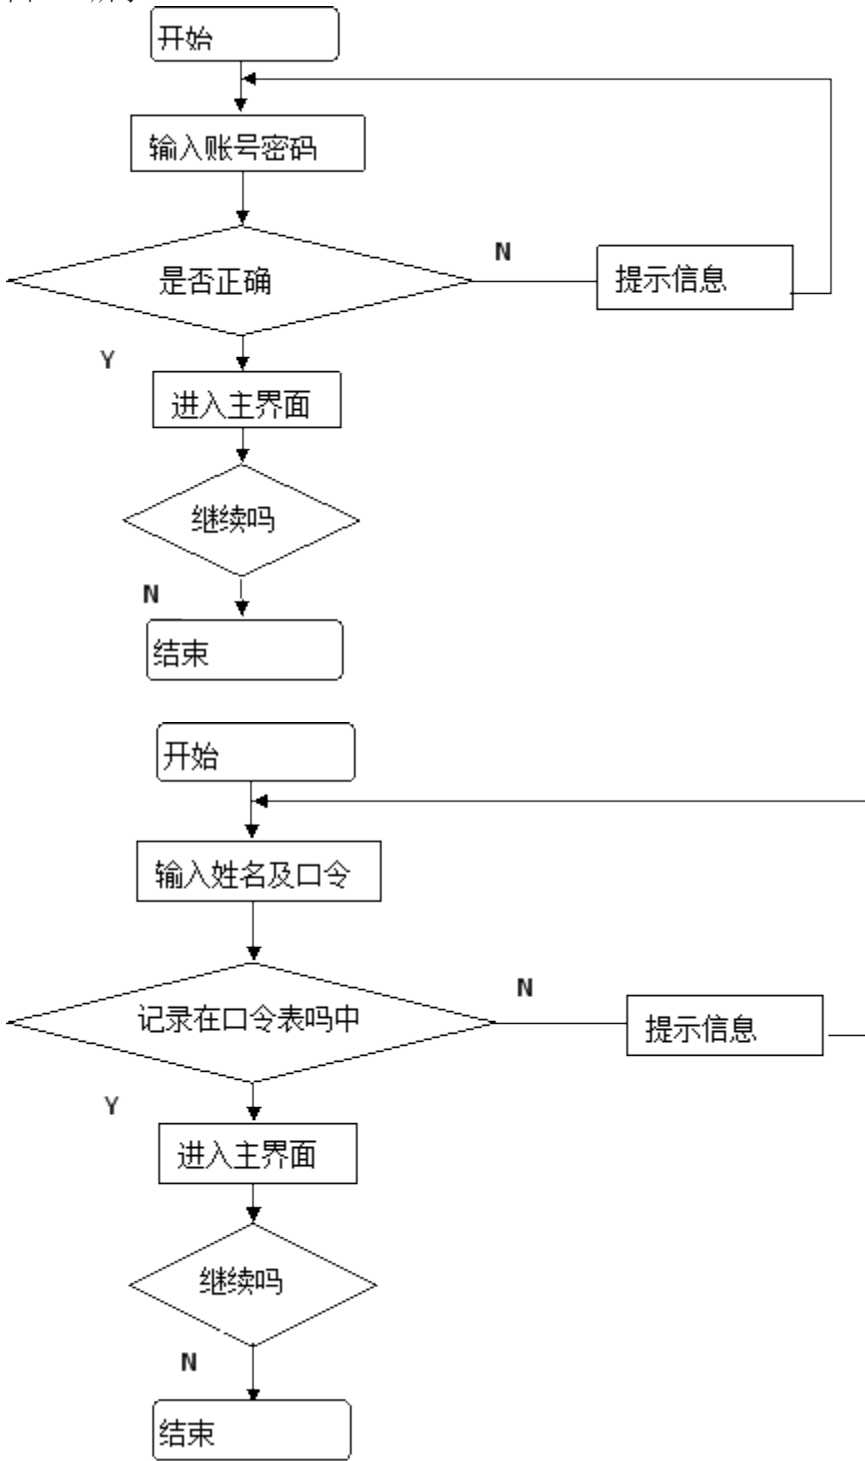 开始
输入账号密码
是否正确
N
提示信息
Y
进入主界面
继续吗
N
结束
开始
输入姓名及口令
记录在口令表吗中
N
提示信息
Y
进入主界面
继续吗
N
结束